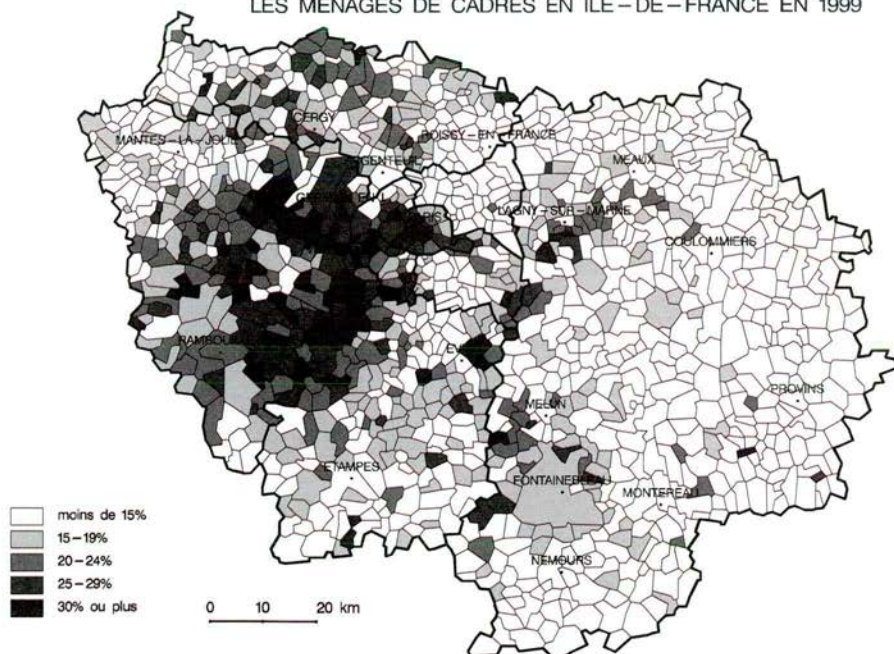 LES MENAGES DE CADRES EN ILE-DE-FRANCE EN 1999
CERGY
MANTES-LA-JOLIE
ROISSY-EN-FRANCE
MEAUX
LAGNY-SUR-MARNE
COULOMMIERS
PROVINS
MELUN
ETAMPES
FONTAINEBLEAU
MONTEREAU
NEMOURS
moins de 15%
15-19%
20-24%
25-29%
30% ou plus
0 10 20 km